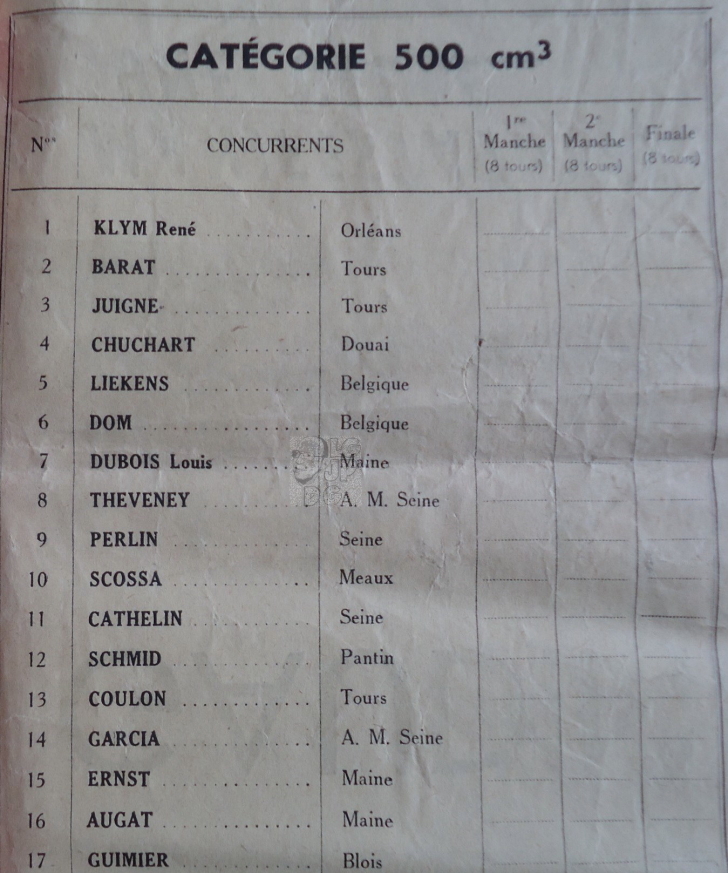 CATÉGORIE 500 cm³
Nos CONCURRENTS 1re Manche (8 tours) 2e Manche (8 tours) Finale (8 tours)
1 KLYM René .......... Orléans
2 BARAT .......... Tours
3 JUIGNE .......... Tours
4 CHUCHART .......... Douai
5 LIEKENS .......... Belgique
6 DOM .......... Belgique
7 DUBOIS Louis .......... Maine
8 THEVENEY .......... A. M. Seine
9 PERLIN .......... Seine
10 SCOSSA .......... Meaux
11 CATHELIN .......... Seine
12 SCHMID .......... Pantin
13 COULON .......... Tours
14 GARCIA .......... A. M. Seine
15 ERNST .......... Maine
16 AUGAT .......... Maine
17 GUIMIER .......... Blois